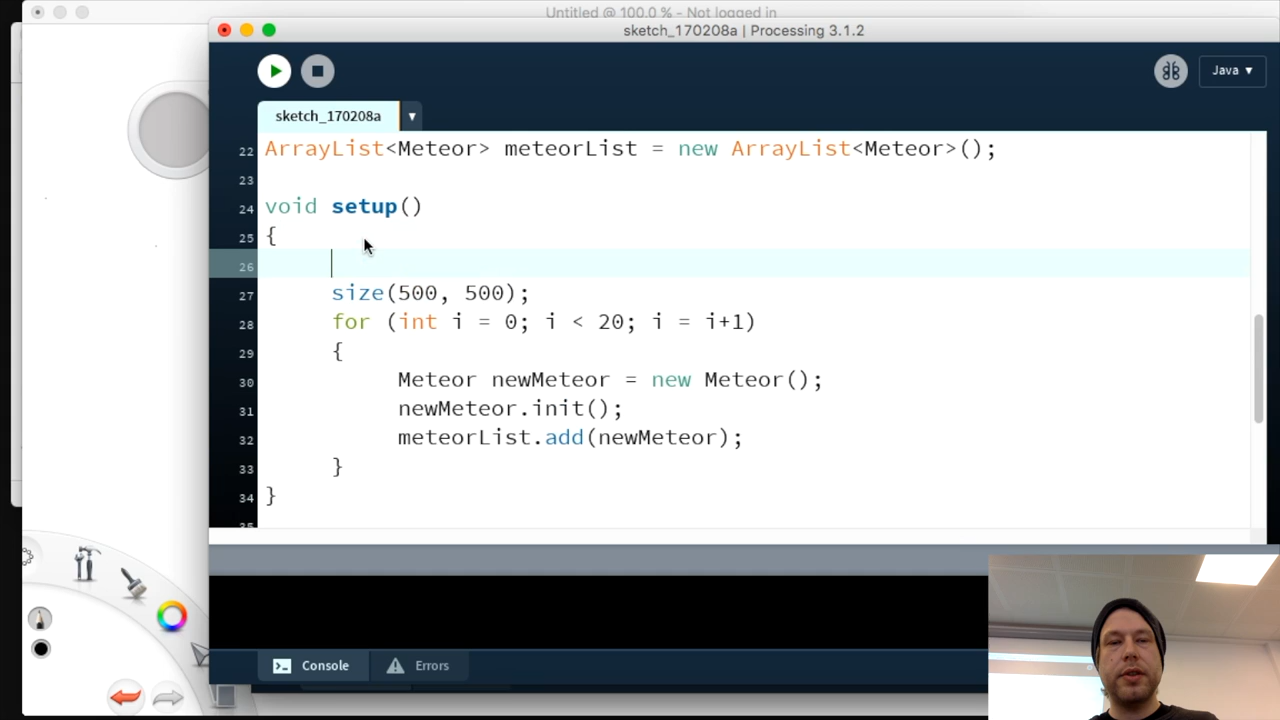 Untitled @ 100.0 % - Not logged in
sketch_170208a | Processing 3.1.2
Java ▾
sketch_170208a ▾
22 ArrayList<Meteor> meteorList = new ArrayList<Meteor>();
23
24 void setup()
25 {
26
27 size(500, 500);
28 for (int i = 0; i < 20; i = i+1)
29 {
30 Meteor newMeteor = new Meteor();
31 newMeteor.init();
32 meteorList.add(newMeteor);
33 }
34 }
35
Console Errors